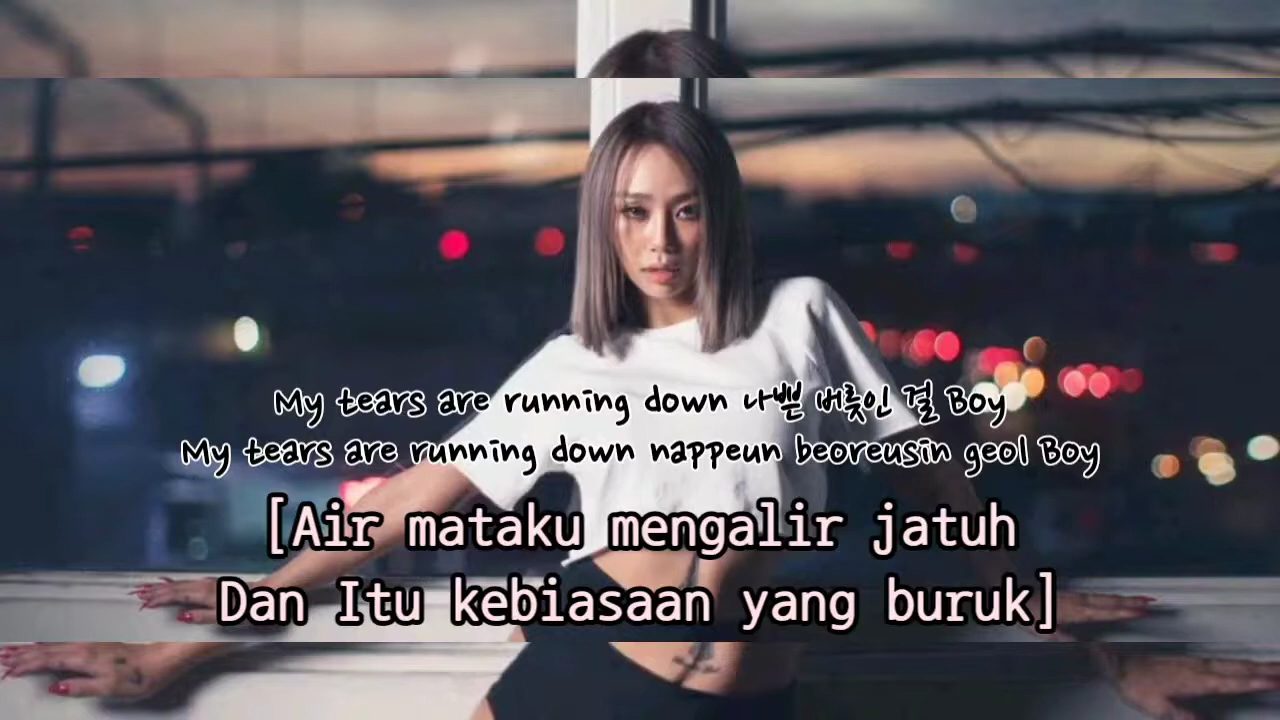 My tears are running down 나쁜 버릇인 걸 Boy
My tears are running down nappeun beoreusin geol Boy
[Air mataku mengalir jatuh
Dan Itu kebiasaan yang buruk]